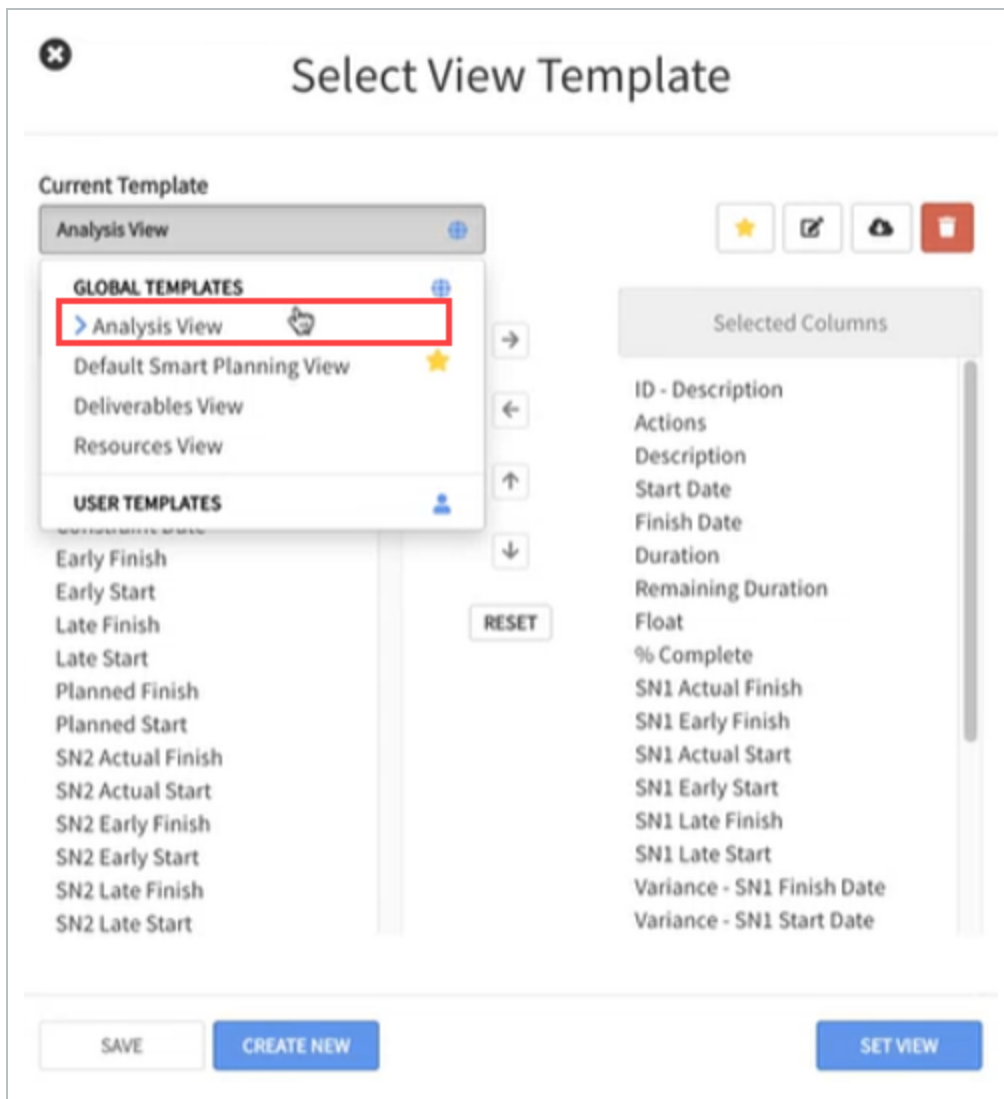 Select View Template
Current Template
Analysis View
GLOBAL TEMPLATES
Analysis View
Default Smart Planning View
Deliverables View
Resources View
USER TEMPLATES
Constraint Date
Early Finish
Early Start
Late Finish
Late Start
Planned Finish
Planned Start
SN2 Actual Finish
SN2 Actual Start
SN2 Early Finish
SN2 Early Start
SN2 Late Finish
SN2 Late Start
RESET
Selected Columns
ID - Description
Actions
Description
Start Date
Finish Date
Duration
Remaining Duration
Float
% Complete
SN1 Actual Finish
SN1 Early Finish
SN1 Actual Start
SN1 Early Start
SN1 Late Finish
SN1 Late Start
Variance - SN1 Finish Date
Variance - SN1 Start Date
SAVE
CREATE NEW
SET VIEW